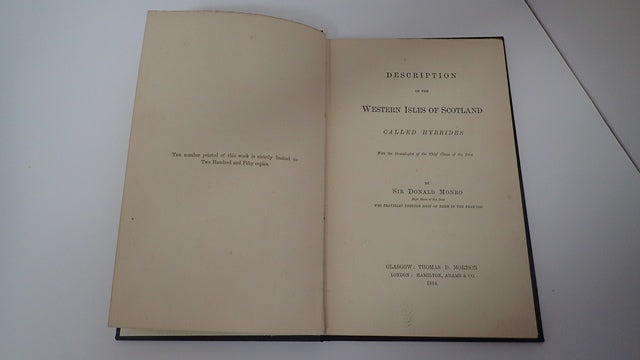 The number printed of this work is strictly limited to
Two Hundred and Fifty copies.
DESCRIPTION
OF THE
WESTERN ISLES OF SCOTLAND
CALLED HYBRIDES
With the Genealogies of the Chief Clans of the Isles
BY
SIR DONALD MONRO
High Dean of the Isles
WHO TRAVELLED THROUGH MOST OF THEM IN THE YEAR 1549
GLASGOW: THOMAS D. MORISON
LONDON: HAMILTON, ADAMS & CO.
1884.